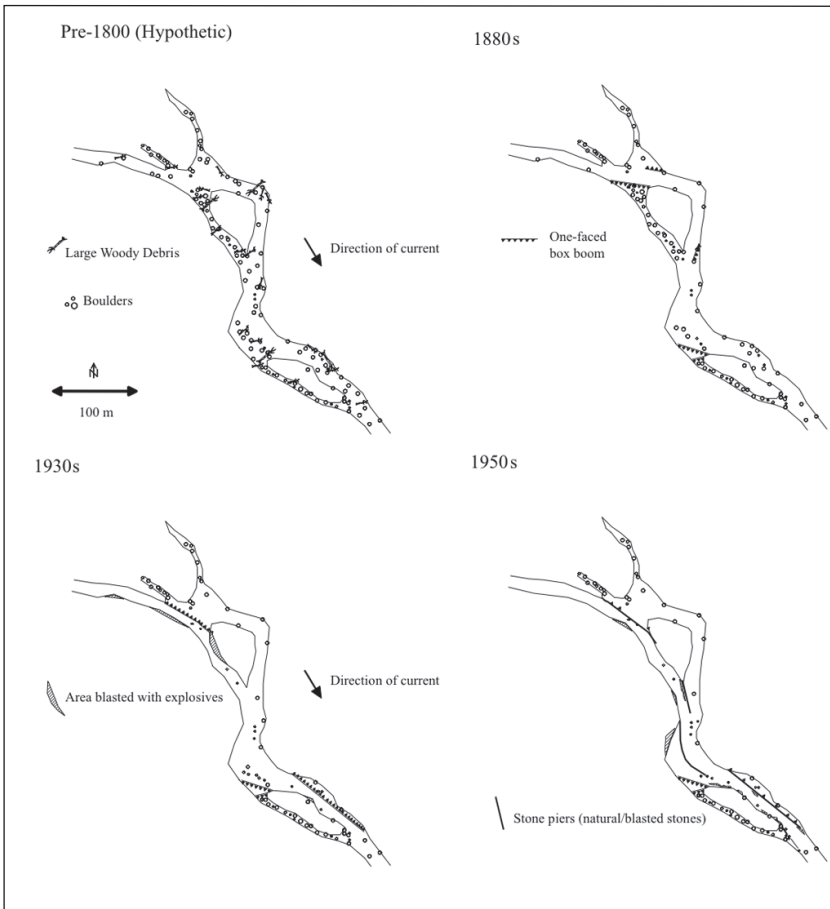 Pre-1800 (Hypothetic)
1880s
Large Woody Debris
Direction of current
One-faced
box boom
Boulders
N
100 m
1930s
1950s
Area blasted with explosives
Direction of current
Stone piers (natural/blasted stones)